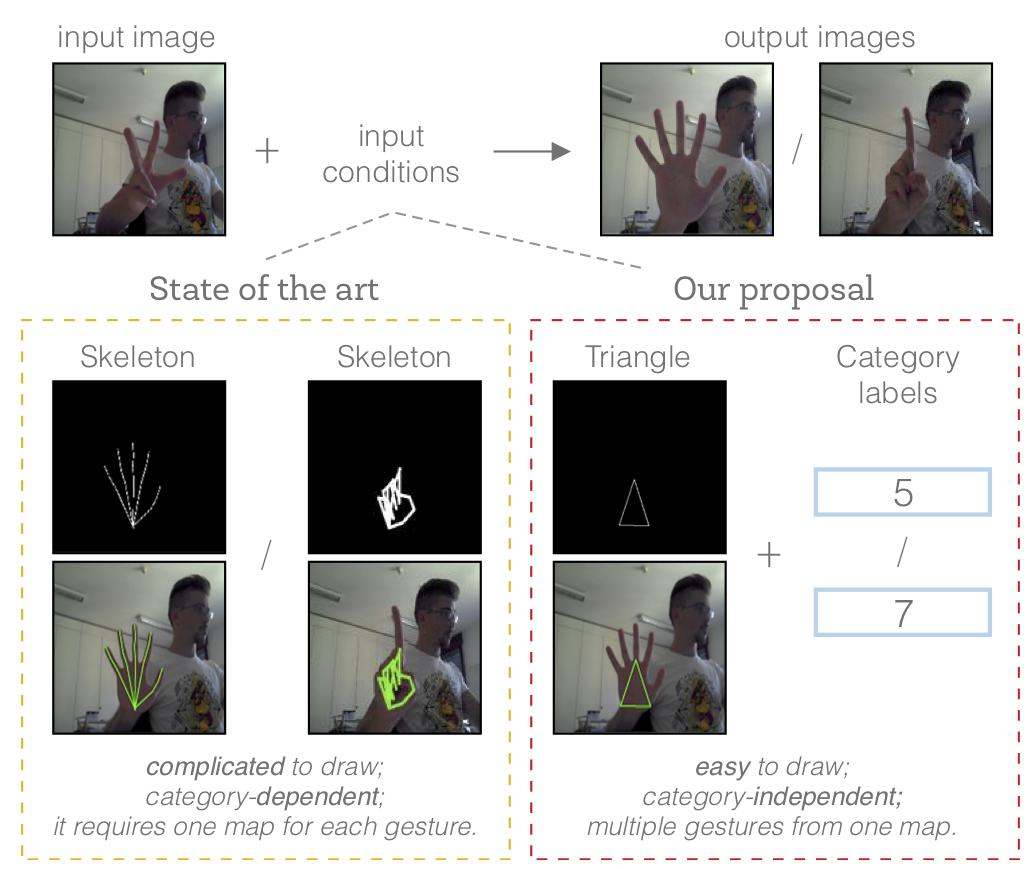 input image
output images
+
input
conditions
/
State of the art
Our proposal
Skeleton
Skeleton
Triangle
Category
labels
/
+
5
/
7
complicated to draw;
category-dependent;
it requires one map for each gesture.
easy to draw;
category-independent;
multiple gestures from one map.